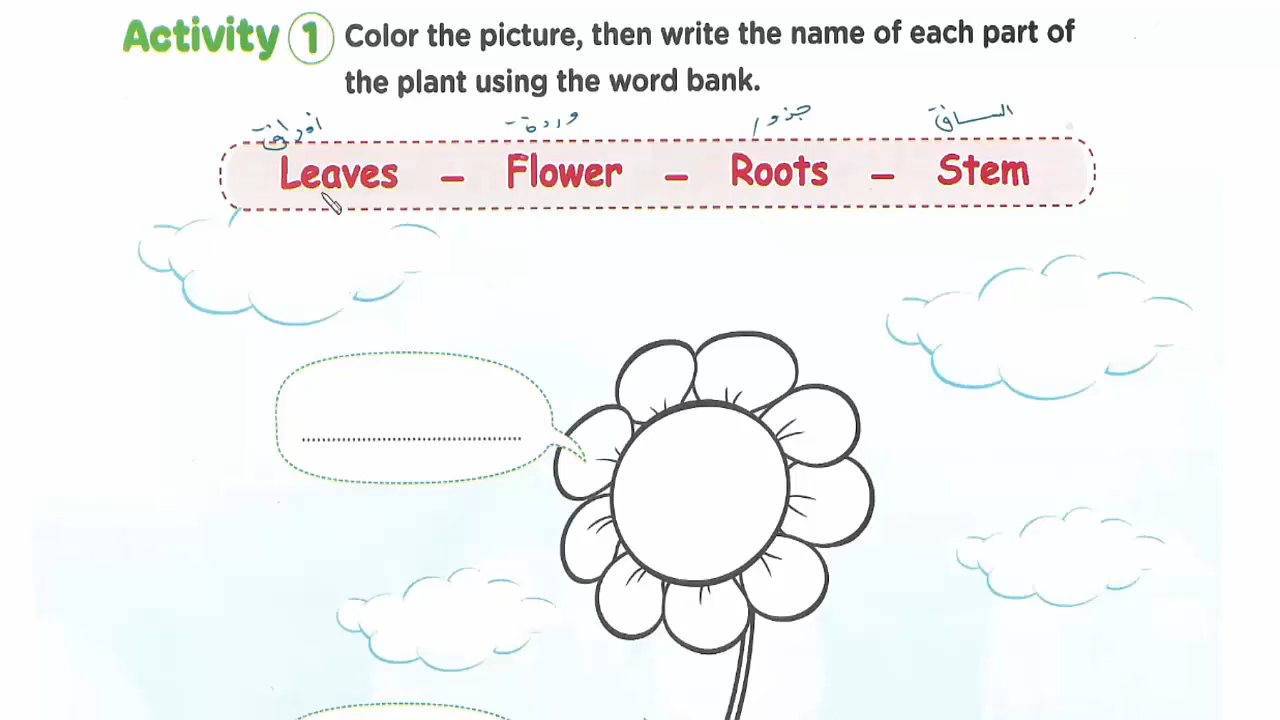 Activity 1 Color the picture, then write the name of each part of
the plant using the word bank.
أوراق وردة جذور الساق
Leaves – Flower – Roots – Stem